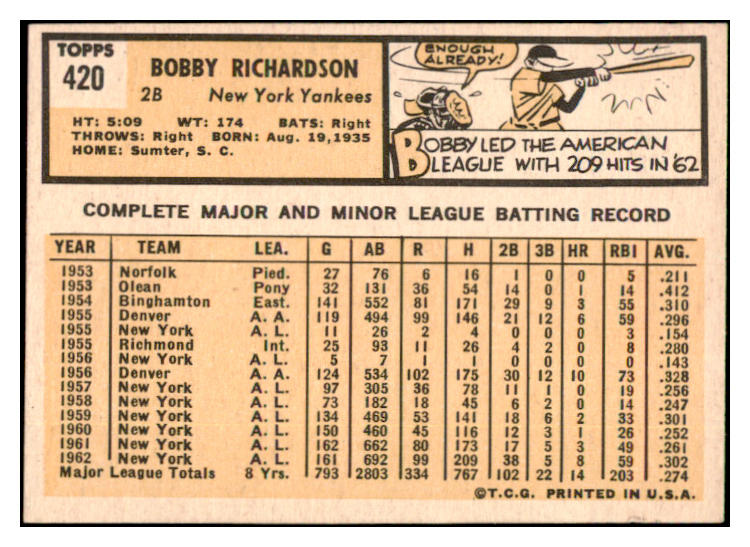 TOPPS
420
BOBBY RICHARDSON
2B New York Yankees
HT: 5:09 WT: 174 BATS: Right
THROWS: Right BORN: Aug. 19, 1935
HOME: Sumter, S. C.
ENOUGH
ALREADY!
BOBBY LED THE AMERICAN
LEAGUE WITH 209 HITS IN '62
COMPLETE MAJOR AND MINOR LEAGUE BATTING RECORD
YEAR TEAM LEA. G AB R H 2B 3B HR RBI AVG.
1953 Norfolk Pied. 27 76 6 16 1 0 0 5 .211
1953 Olean Pony 32 131 36 54 14 0 1 14 .412
1954 Binghamton East. 141 552 81 171 29 9 3 55 .310
1955 Denver A. A. 119 494 99 146 21 12 6 59 .296
1955 New York A. L. 11 26 2 4 0 0 0 3 .154
1955 Richmond Int. 25 93 11 26 4 2 0 8 .280
1956 New York A. L. 5 7 1 1 0 0 0 0 .143
1956 Denver A. A. 124 534 102 175 30 12 10 73 .328
1957 New York A. L. 97 305 36 78 11 1 0 19 .256
1958 New York A. L. 73 182 18 45 6 2 0 14 .247
1959 New York A. L. 134 469 53 141 18 6 2 33 .301
1960 New York A. L. 150 460 45 116 12 3 1 26 .252
1961 New York A. L. 162 662 80 173 17 5 3 49 .261
1962 New York A. L. 161 692 99 209 38 5 8 59 .302
Major League Totals 8 Yrs. 793 2803 334 767 102 22 14 203 .274
©T.C.G. PRINTED IN U.S.A.